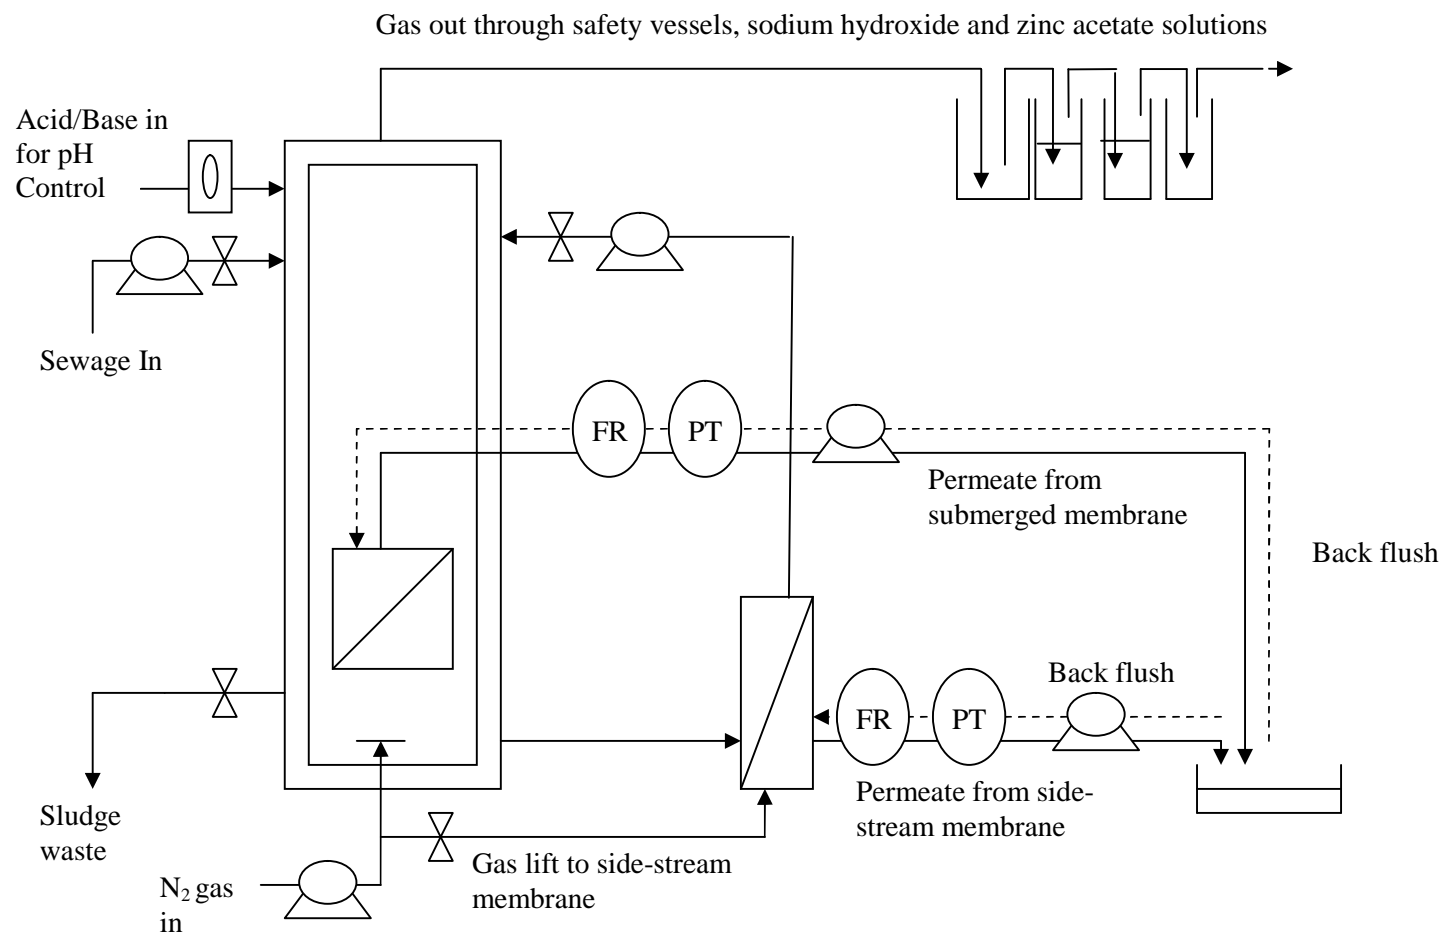 Gas out through safety vessels, sodium hydroxide and zinc acetate solutions
Acid/Base in
for pH
Control
Sewage In
FR
PT
Permeate from
submerged membrane
Back flush
Back flush
FR
PT
Permeate from side-
stream membrane
Sludge
waste
Gas lift to side-stream
membrane
N₂ gas
in